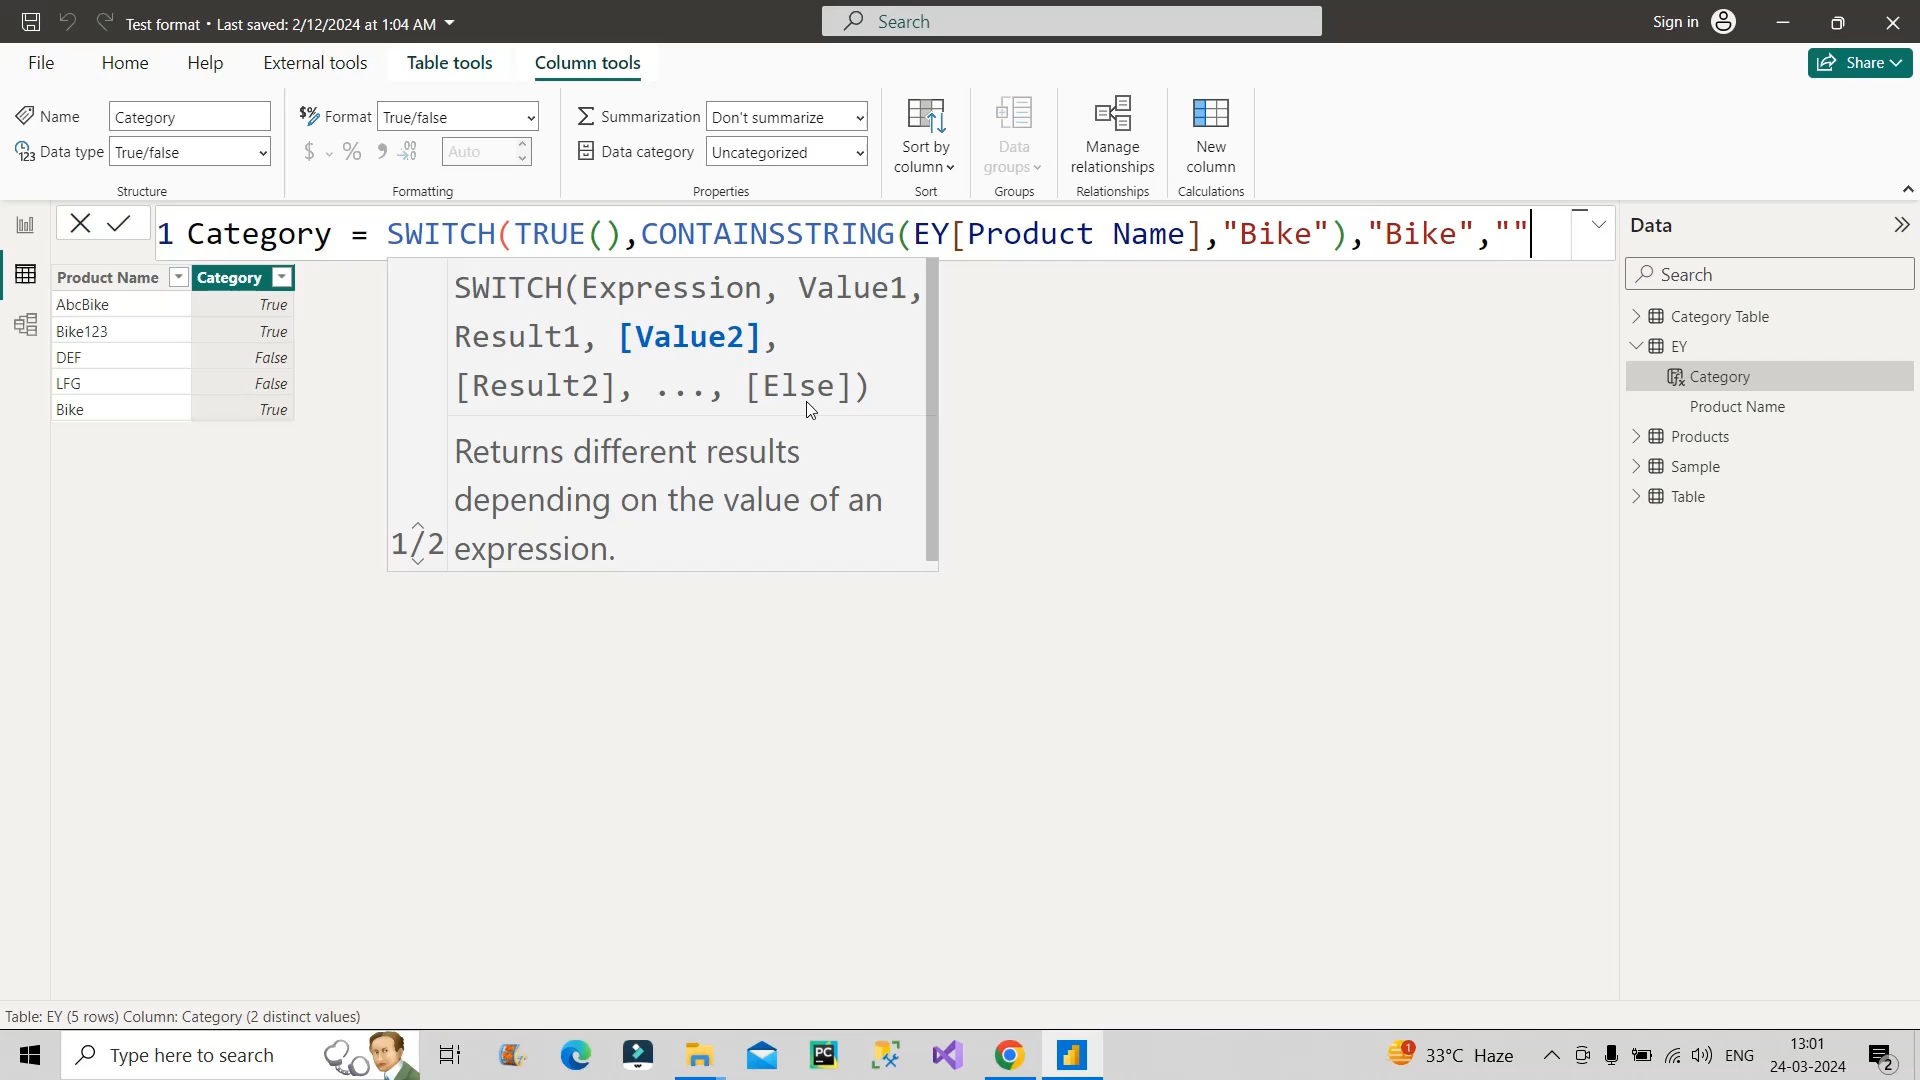 Test format • Last saved: 2/12/2024 at 1:04 AM
Search
Sign in
File Home Help External tools Table tools Column tools
Share
Name Category
Format True/false
Summarization Don't summarize
Data type True/false
$ % Auto
Data category Uncategorized
Sort by column
Data groups
Manage relationships
New column
Structure Formatting Properties Sort Groups Relationships Calculations
1 Category = SWITCH(TRUE(),CONTAINSSTRING(EY[Product Name],"Bike"),"Bike",""
Product Name Category
AbcBike True
Bike123 True
DEF False
LFG False
Bike True
SWITCH(Expression, Value1,
Result1, [Value2],
[Result2], ..., [Else])
Returns different results
depending on the value of an
expression.
1/2
Data
Search
Category Table
EY
Category
Product Name
Products
Sample
Table
Table: EY (5 rows) Column: Category (2 distinct values)
Type here to search
PC
33°C Haze
ENG
13:01
24-03-2024
2